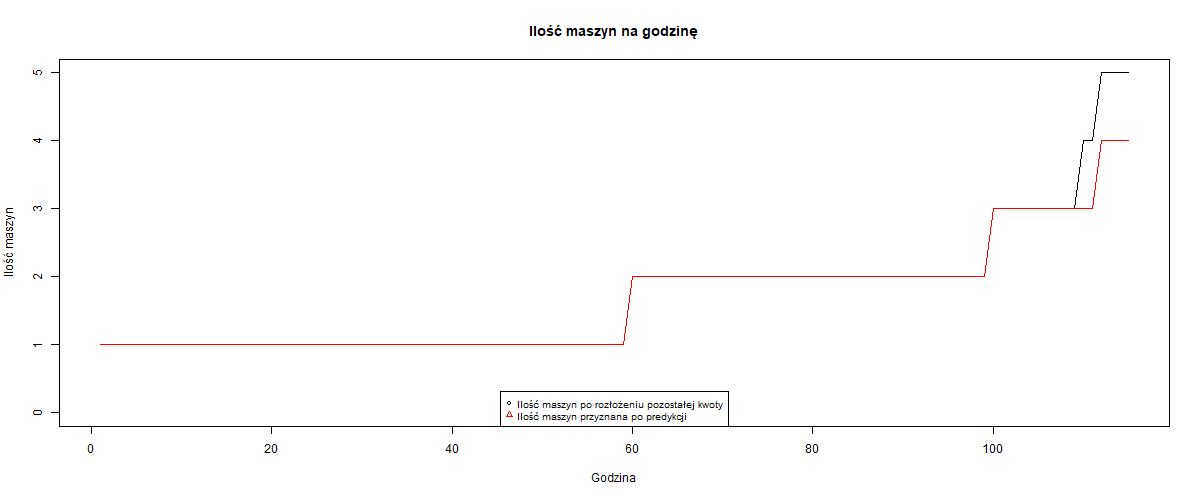 Ilość maszyn na godzinę
Ilość maszyn
5
4
3
2
1
0
Ilość maszyn po rozłożeniu pozostałej kwoty
Ilość maszyn przyznana po predykcji
0 20 40 60 80 100
Godzina